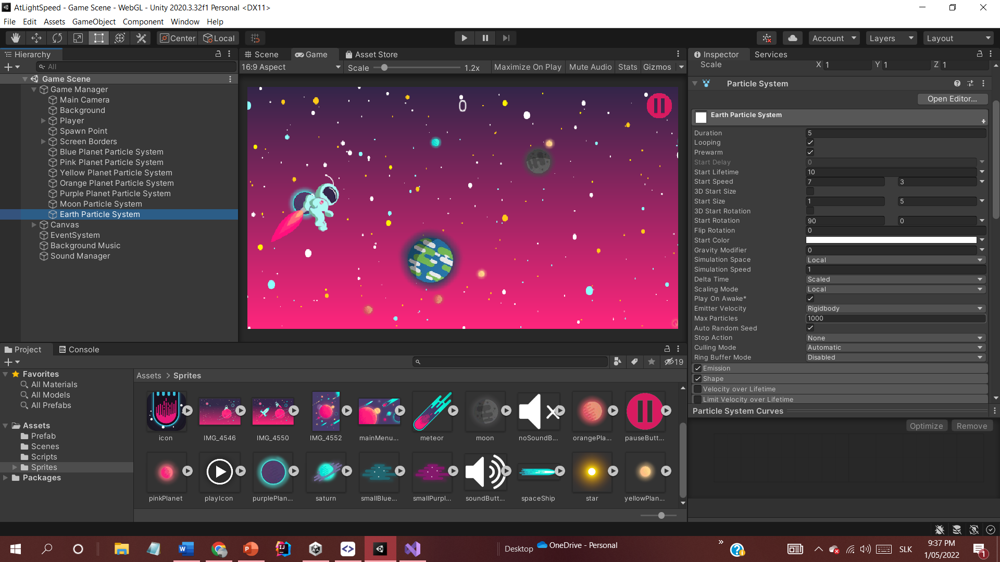 AtLightSpeed - Game Scene - WebGL - Unity 2020.3.32f1 Personal <DX11>
File Edit Assets GameObject Component Window Help
Center Local Account Layers Layout
Hierarchy
All
Game Scene
Game Manager
Main Camera
Background
Player
Spawn Point
Screen Borders
Blue Planet Particle System
Pink Planet Particle System
Yellow Planet Particle System
Orange Planet Particle System
Purple Planet Particle System
Moon Particle System
Earth Particle System
Canvas
EventSystem
Background Music
Sound Manager
Scene Game Asset Store
16:9 Aspect Scale 1.2x Maximize On Play Mute Audio Stats Gizmos
0
Inspector Services
Scale X 1 Y 1 Z 1
Particle System
Open Editor...
Earth Particle System
Duration 5
Looping
Prewarm
Start Delay 0
Start Lifetime 10
Start Speed 7 3
3D Start Size
Start Size 1 5
3D Start Rotation
Start Rotation 90 0
Flip Rotation 0
Start Color
Gravity Modifier 0
Simulation Space Local
Simulation Speed 1
Delta Time Scaled
Scaling Mode Local
Play On Awake*
Emitter Velocity Rigidbody
Max Particles 1000
Auto Random Seed
Stop Action None
Culling Mode Automatic
Ring Buffer Mode Disabled
Emission
Shape
Velocity over Lifetime
Limit Velocity over Lifetime
Particle System Curves
Optimize Remove
Project Console
19
Favorites
All Materials
All Models
All Prefabs
Assets
Prefab
Scenes
Scripts
Sprites
Packages
Assets > Sprites
icon IMG_4546 IMG_4550 IMG_4552 mainMenu... meteor moon noSoundB... orangePla... pauseButt...
pinkPlanet playIcon purplePlan... saturn smallBlue... smallPurpl... soundButt... spaceShip star yellowPlan...
Desktop OneDrive - Personal
SLK
9:37 PM
1/05/2022
1